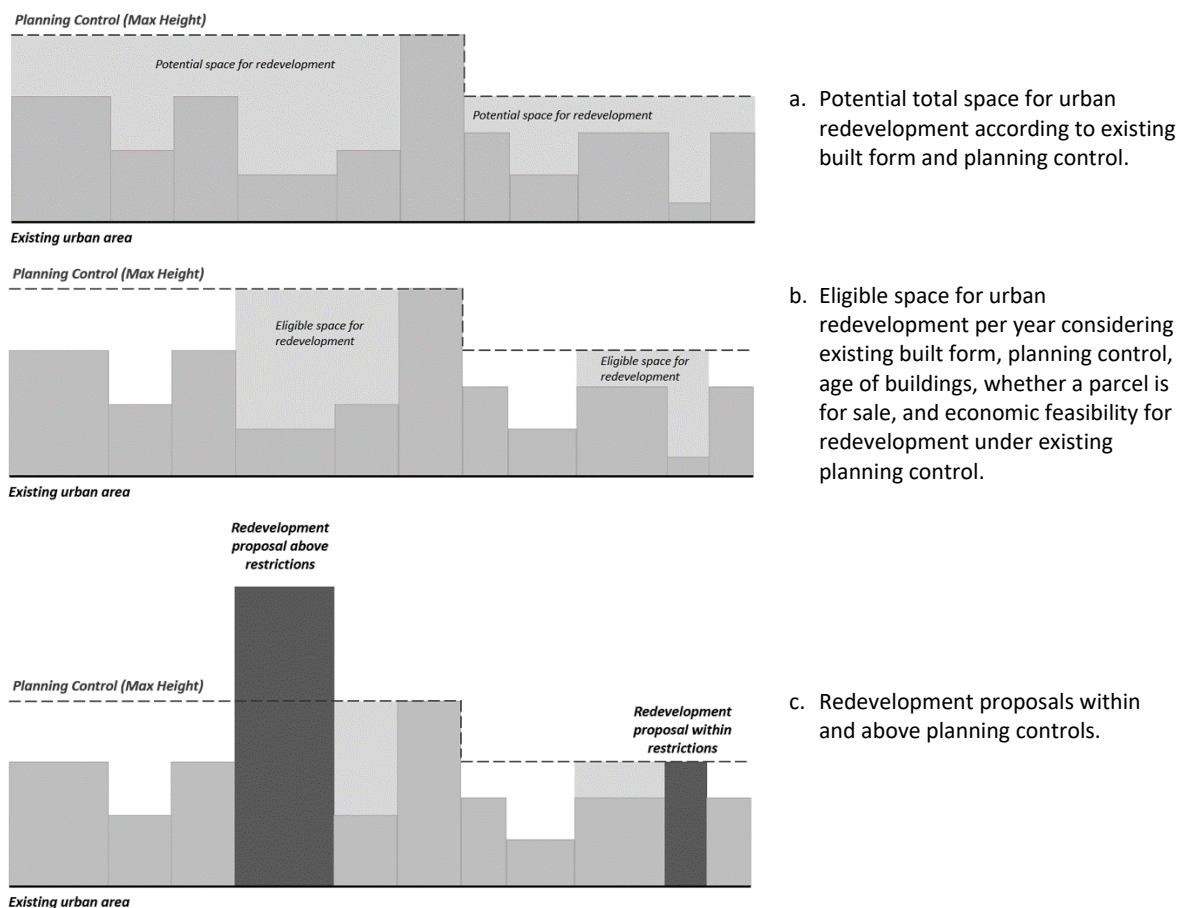 Planning Control (Max Height)
Potential space for redevelopment
Potential space for redevelopment
Existing urban area
a. Potential total space for urban
redevelopment according to existing
built form and planning control.
Planning Control (Max Height)
Eligible space for
redevelopment
Eligible space for
redevelopment
Existing urban area
b. Eligible space for urban
redevelopment per year considering
existing built form, planning control,
age of buildings, whether a parcel is
for sale, and economic feasibility for
redevelopment under existing
planning control.
Redevelopment
proposal above
restrictions
Planning Control (Max Height)
Redevelopment
proposal within
restrictions
Existing urban area
c. Redevelopment proposals within
and above planning controls.